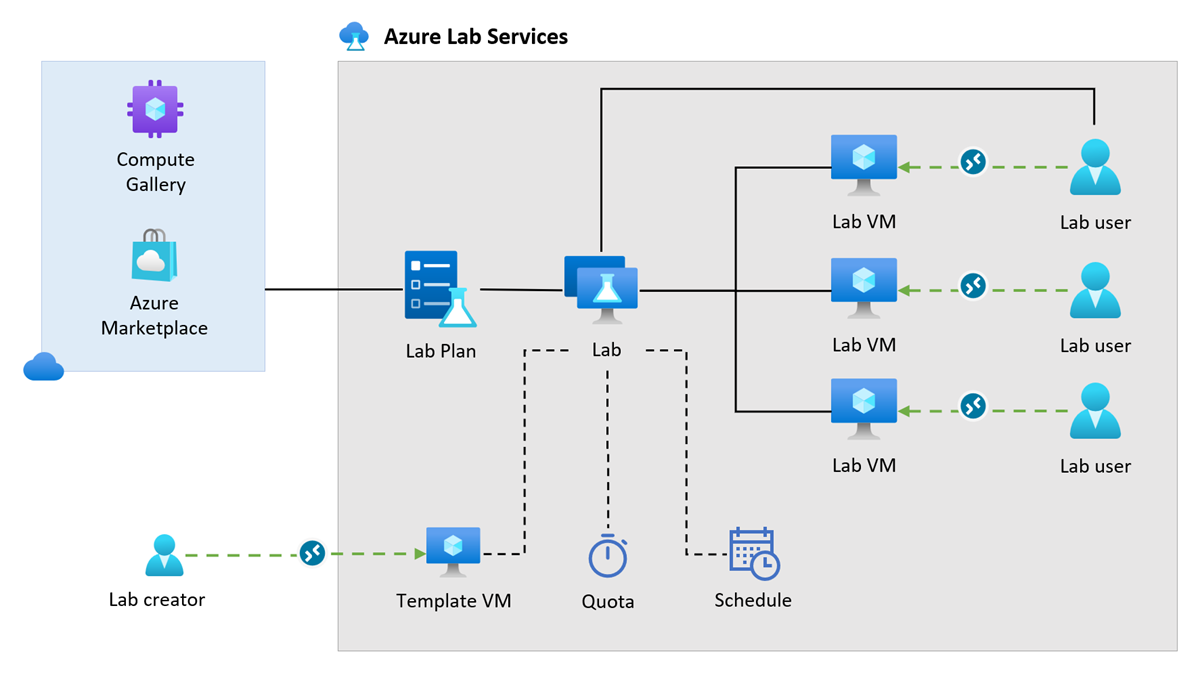 Azure Lab Services
Compute
Gallery
Azure
Marketplace
Lab Plan
Lab
Lab VM
Lab user
Lab VM
Lab user
Lab VM
Lab user
Lab creator
Template VM
Quota
Schedule